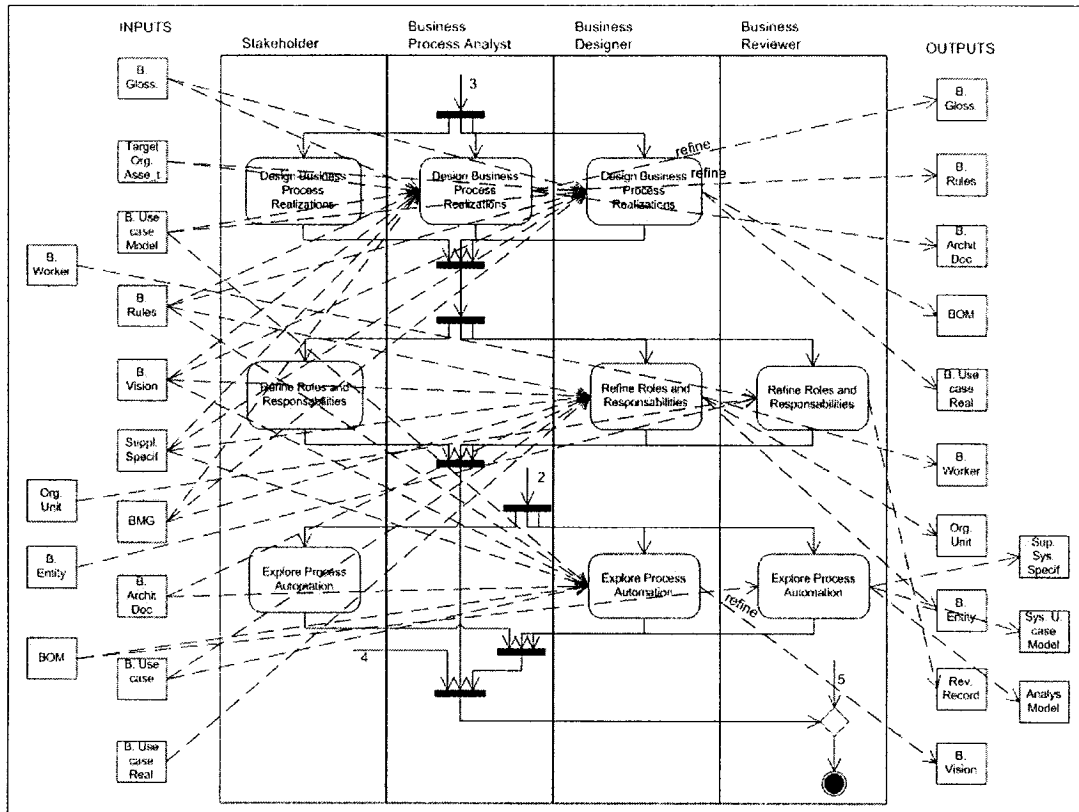 INPUTS
Stakeholder
Business
Process Analyst
Business
Designer
Business
Reviewer
OUTPUTS
B.
Gloss.
Target
Org.
Asse_t
B. Use
case
Model
B.
Worker
B.
Rules
B.
Vision
Suppl.
Specif
Org.
Unit
BMG
B.
Entity
B.
Archit
Doc
BOM
B. Use
case
B. Use
case
Real
3
Design Business
Process
Realizations
Design Business
Process
Realizations
Design Business
Process
Realizations
refine
refine
Refine Roles and
Responsabilities
Refine Roles and
Responsabilities
Refine Roles and
Responsabilities
2
Explore Process
Automation
Explore Process
Automation
Explore Process
Automation
refine
4
5
B.
Gloss.
B.
Rules
B.
Archit
Doc
BOM
B. Use
case
Real
B.
Worker
Org.
Unit
Sup.
Sys.
Specif
B.
Entity
Sys. U.
case
Model
Rev.
Record
Analys
Model
B.
Vision